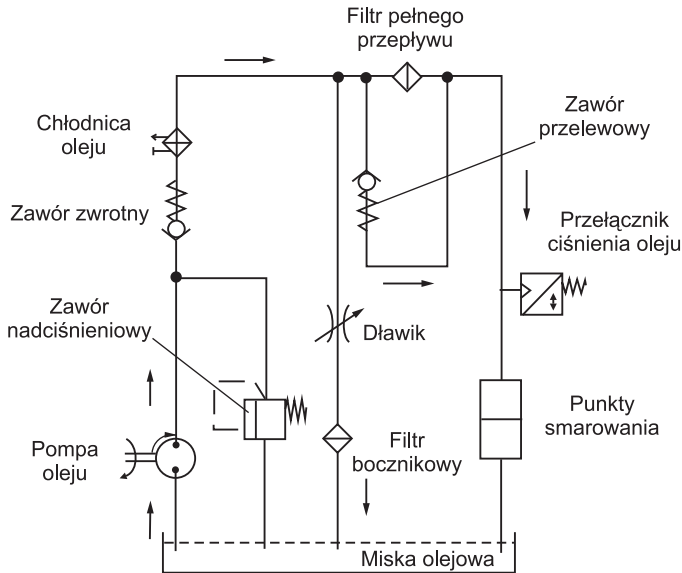 Filtr pełnego
przepływu
Chłodnica
oleju
Zawór
przelewowy
Zawór zwrotny
Przełącznik
ciśnienia oleju
Zawór
nadciśnieniowy
Dławik
Pompa
oleju
Filtr
bocznikowy
Punkty
smarowania
Miska olejowa